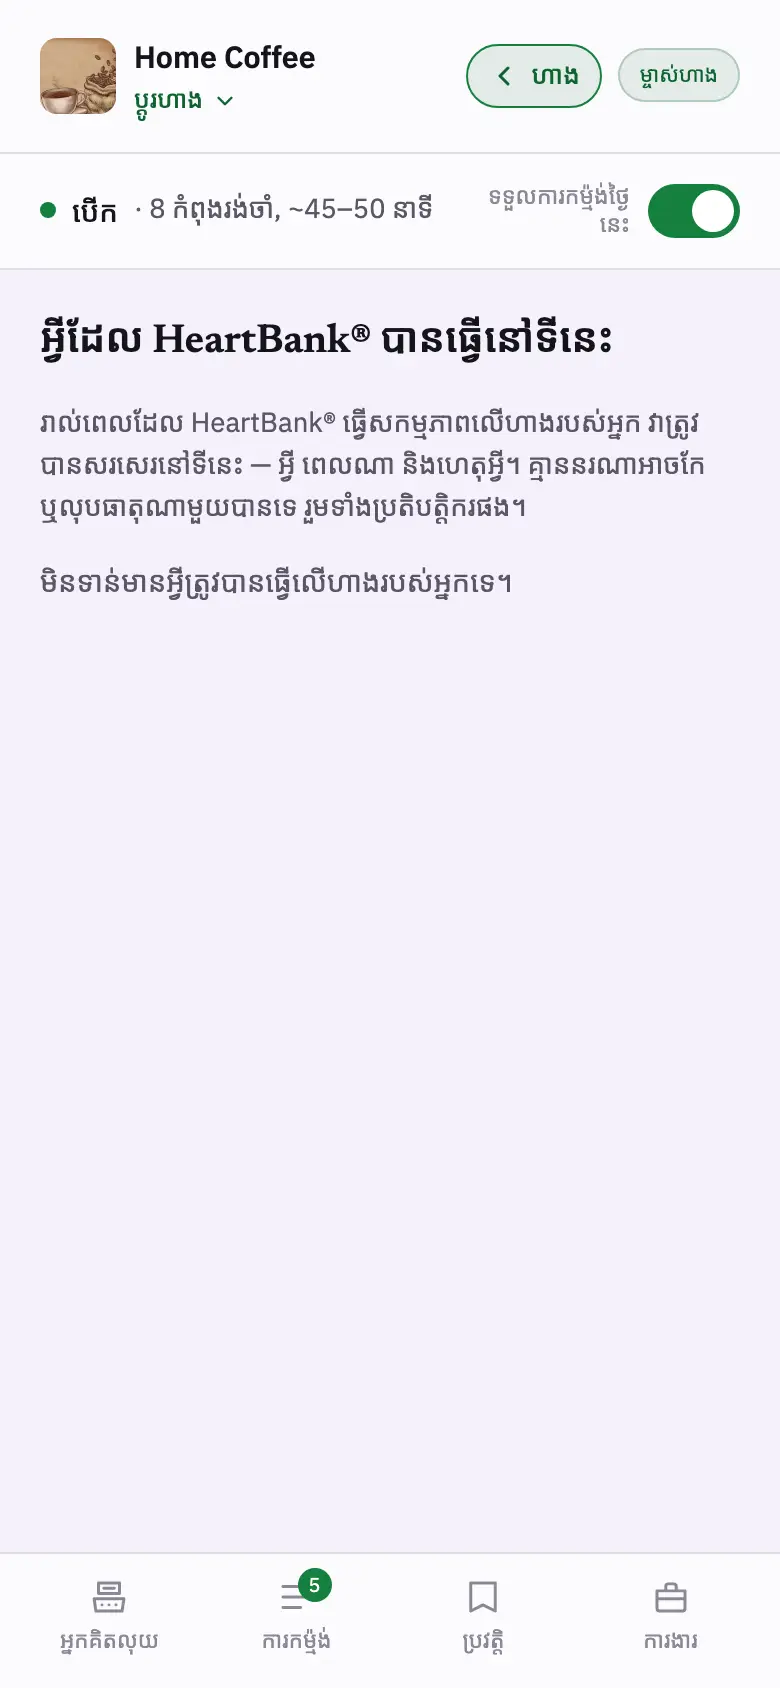 Home Coffee
ប្ដូរហាង
ហាង
ម្ចាស់ហាង
បើក · 8 កំពុងរង់ចាំ, ~45–50 នាទី
ទទួលការកម្ម៉ង់ថ្ងៃ
នេះ
អ្វីដែល HeartBank® បានធ្វើនៅទីនេះ
រាល់ពេលដែល HeartBank® ធ្វើសកម្មភាពលើហាងរបស់អ្នក វាត្រូវ
បានសរសេរនៅទីនេះ — អ្វី ពេលណា និងហេតុអ្វី។ គ្មាននរណាអាចកែ
ឬលុបធាតុណាមួយបានទេ រួមទាំងប្រតិបត្តិករផង។
មិនទាន់មានអ្វីត្រូវបានធ្វើលើហាងរបស់អ្នកទេ។
5
អ្នកគិតលុយ
ការកម្ម៉ង់
ប្រវត្តិ
ការងារ